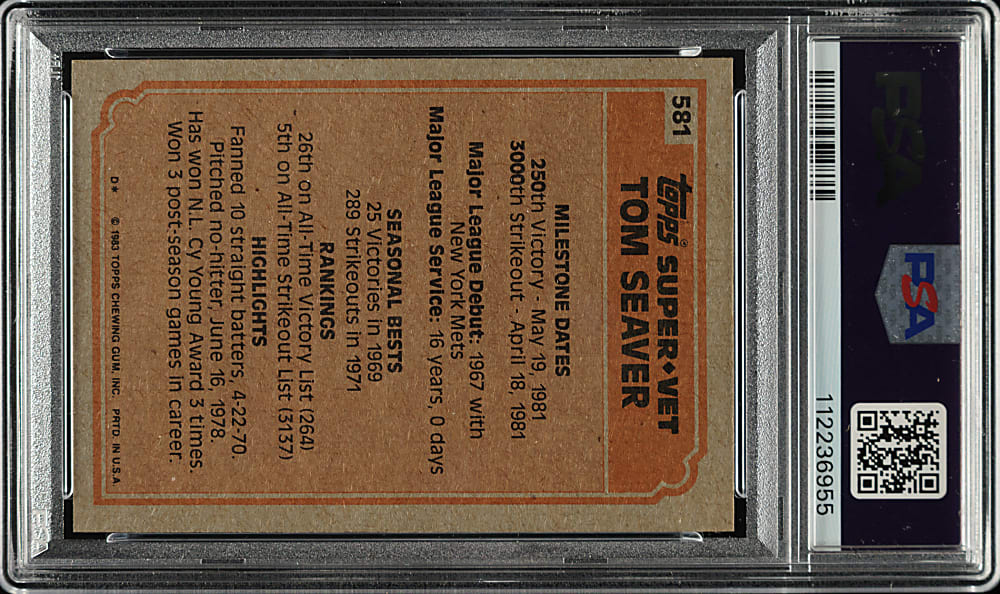 PSA
PSA
112236955
581
Topps SUPER◆VET
TOM SEAVER
MILESTONE DATES
250th Victory - May 19, 1981
3000th Strikeout - April 18, 1981
Major League Debut: 1967 with
New York Mets
Major League Service: 16 years, 0 days
SEASONAL BESTS
25 Victories in 1969
289 Strikeouts in 1971
RANKINGS
26th on All-Time Victory List (264)
5th on All-Time Strikeout List (3137)
HIGHLIGHTS
Fanned 10 straight batters, 4-22-70.
Pitched no-hitter, June 16, 1978.
Has won N.L. Cy Young Award 3 times.
Won 3 post-season games in career.
D* © 1983 TOPPS CHEWING GUM, INC. PRTD. IN U.S.A.